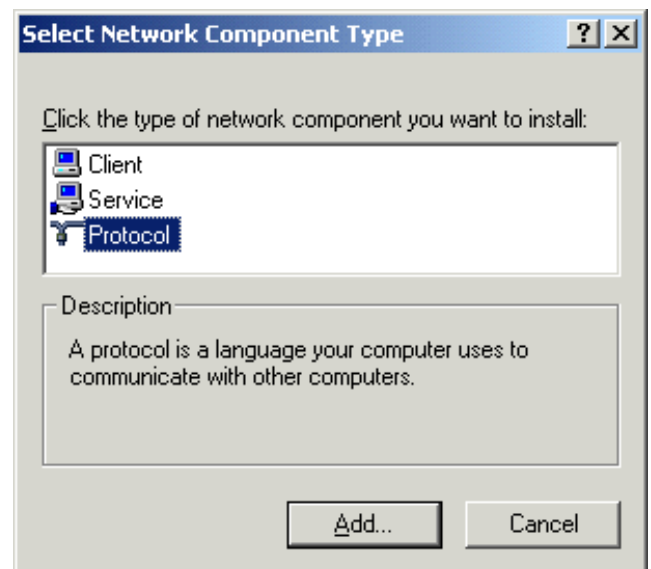 Select Network Component Type
Click the type of network component you want to install:
Client
Service
Protocol
Description
A protocol is a language your computer uses to
communicate with other computers.
Add...
Cancel